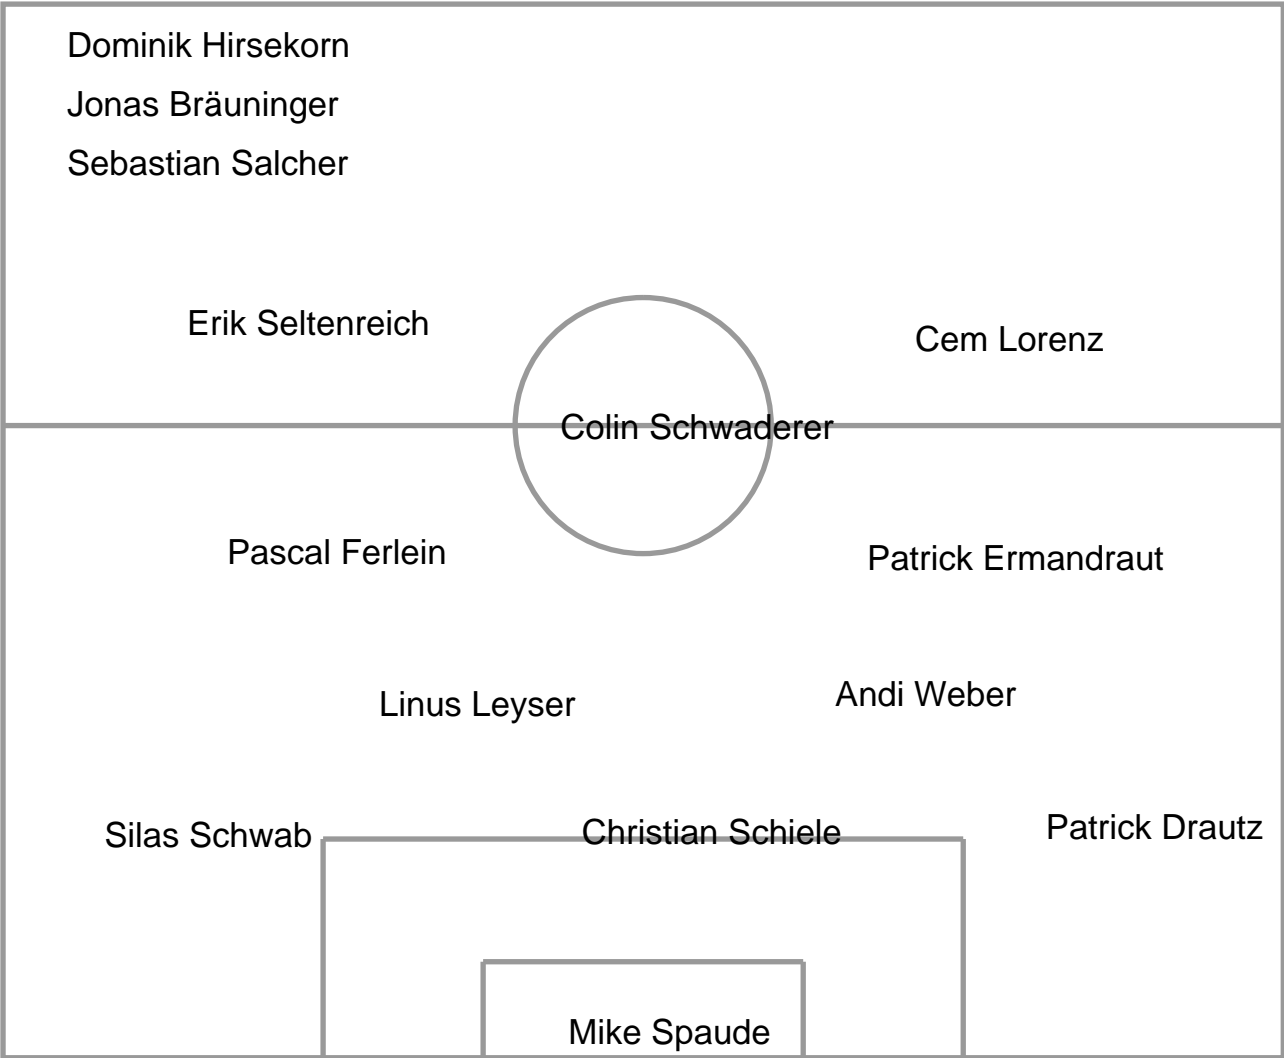 Dominik Hirsekorn
Jonas Bräuninger
Sebastian Salcher
Erik Seltenreich
Cem Lorenz
Colin Schwaderer
Pascal Ferlein
Patrick Ermandraut
Linus Leyser
Andi Weber
Silas Schwab
Christian Schiele
Patrick Drautz
Mike Spaude